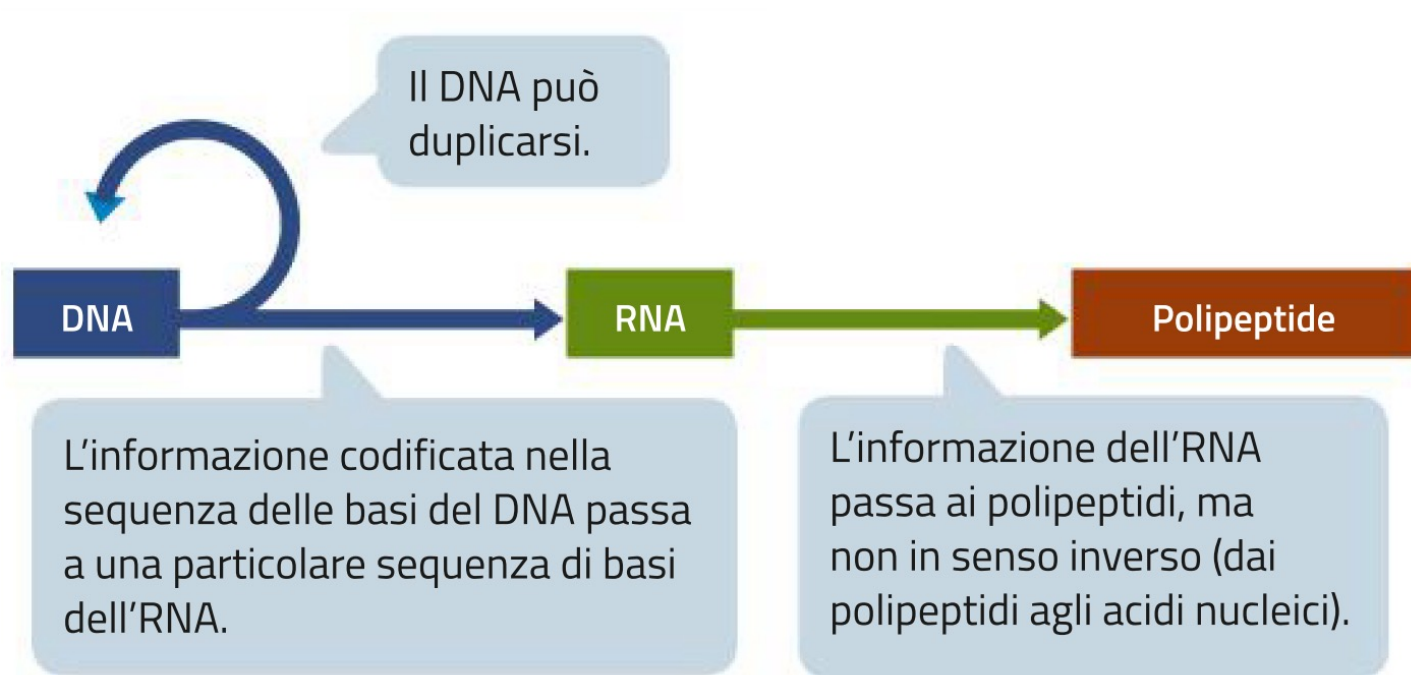 Il DNA può
duplicarsi.
DNA
RNA
Polipeptide
L’informazione codificata nella
sequenza delle basi del DNA passa
a una particolare sequenza di basi
dell’RNA.
L’informazione dell’RNA
passa ai polipeptidi, ma
non in senso inverso (dai
polipeptidi agli acidi nucleici).